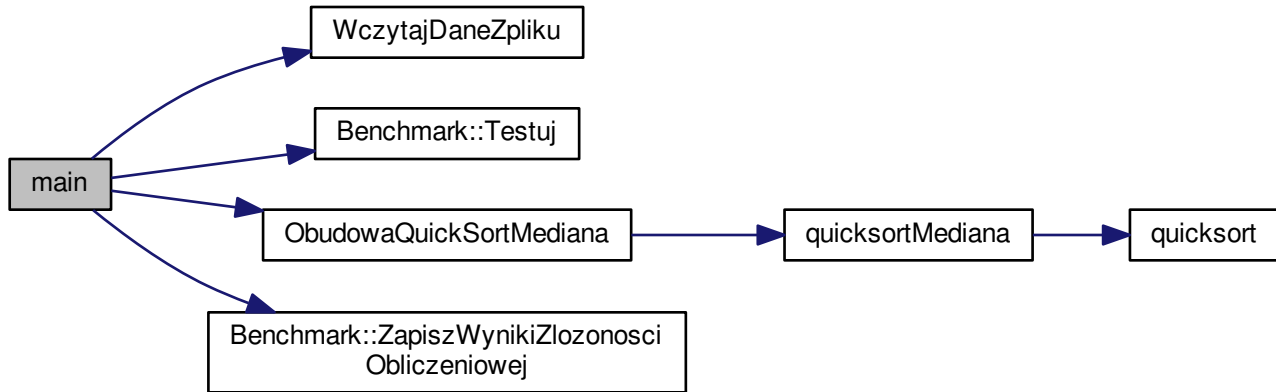 WczytajDaneZpliku
Benchmark::Testuj
main
ObudowaQuickSortMediana
quicksortMediana
quicksort
Benchmark::ZapiszWynikiZlozonosci
Obliczeniowej